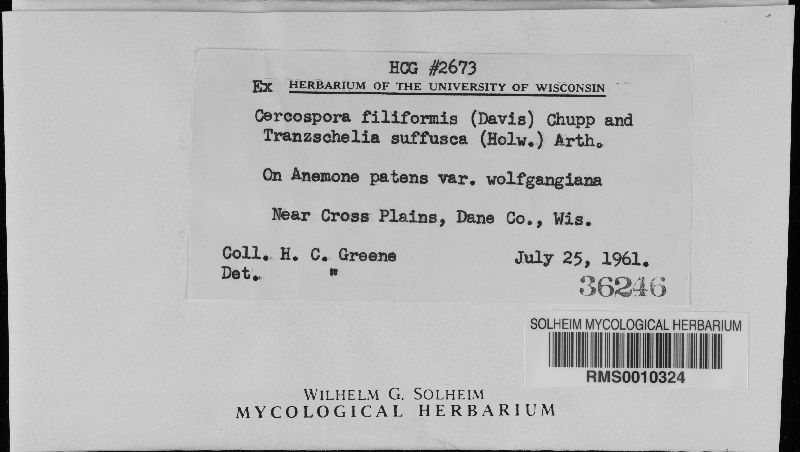 HCG #2673
Ex HERBARIUM OF THE UNIVERSITY OF WISCONSIN
Cercospora filiformis (Davis) Chupp and
Tranzschelia suffusca (Holw.) Arth.
On Anemone patens var. wolfgangiana
Near Cross Plains, Dane Co., Wis.
Coll. H. C. Greene July 25, 1961.
Det. "
36246
SOLHEIM MYCOLOGICAL HERBARIUM
RMS0010324
WILHELM G. SOLHEIM
MYCOLOGICAL HERBARIUM